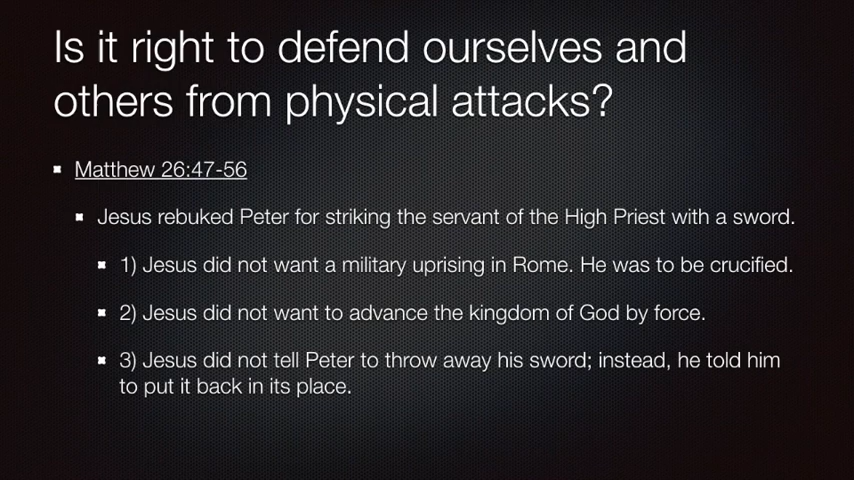 Is it right to defend ourselves and
others from physical attacks?
Matthew 26:47-56
Jesus rebuked Peter for striking the servant of the High Priest with a sword.
1) Jesus did not want a military uprising in Rome. He was to be crucified.
2) Jesus did not want to advance the kingdom of God by force.
3) Jesus did not tell Peter to throw away his sword; instead, he told him
to put it back in its place.